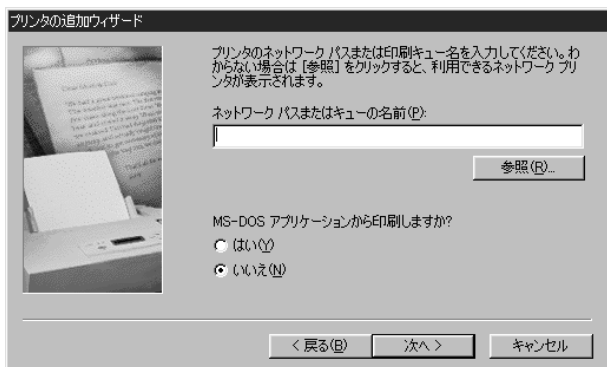 プリンタの追加ウィザード
プリンタのネットワーク パスまたは印刷キュー名を入力してください。わ
からない場合は [参照] をクリックすると、利用できるネットワーク プリ
ンタが表示されます。
ネットワーク パスまたはキューの名前(P):
参照(R)...
MS-DOS アプリケーションから印刷しますか?
はい(Y)
いいえ(N)
< 戻る(B)
次へ >
キャンセル